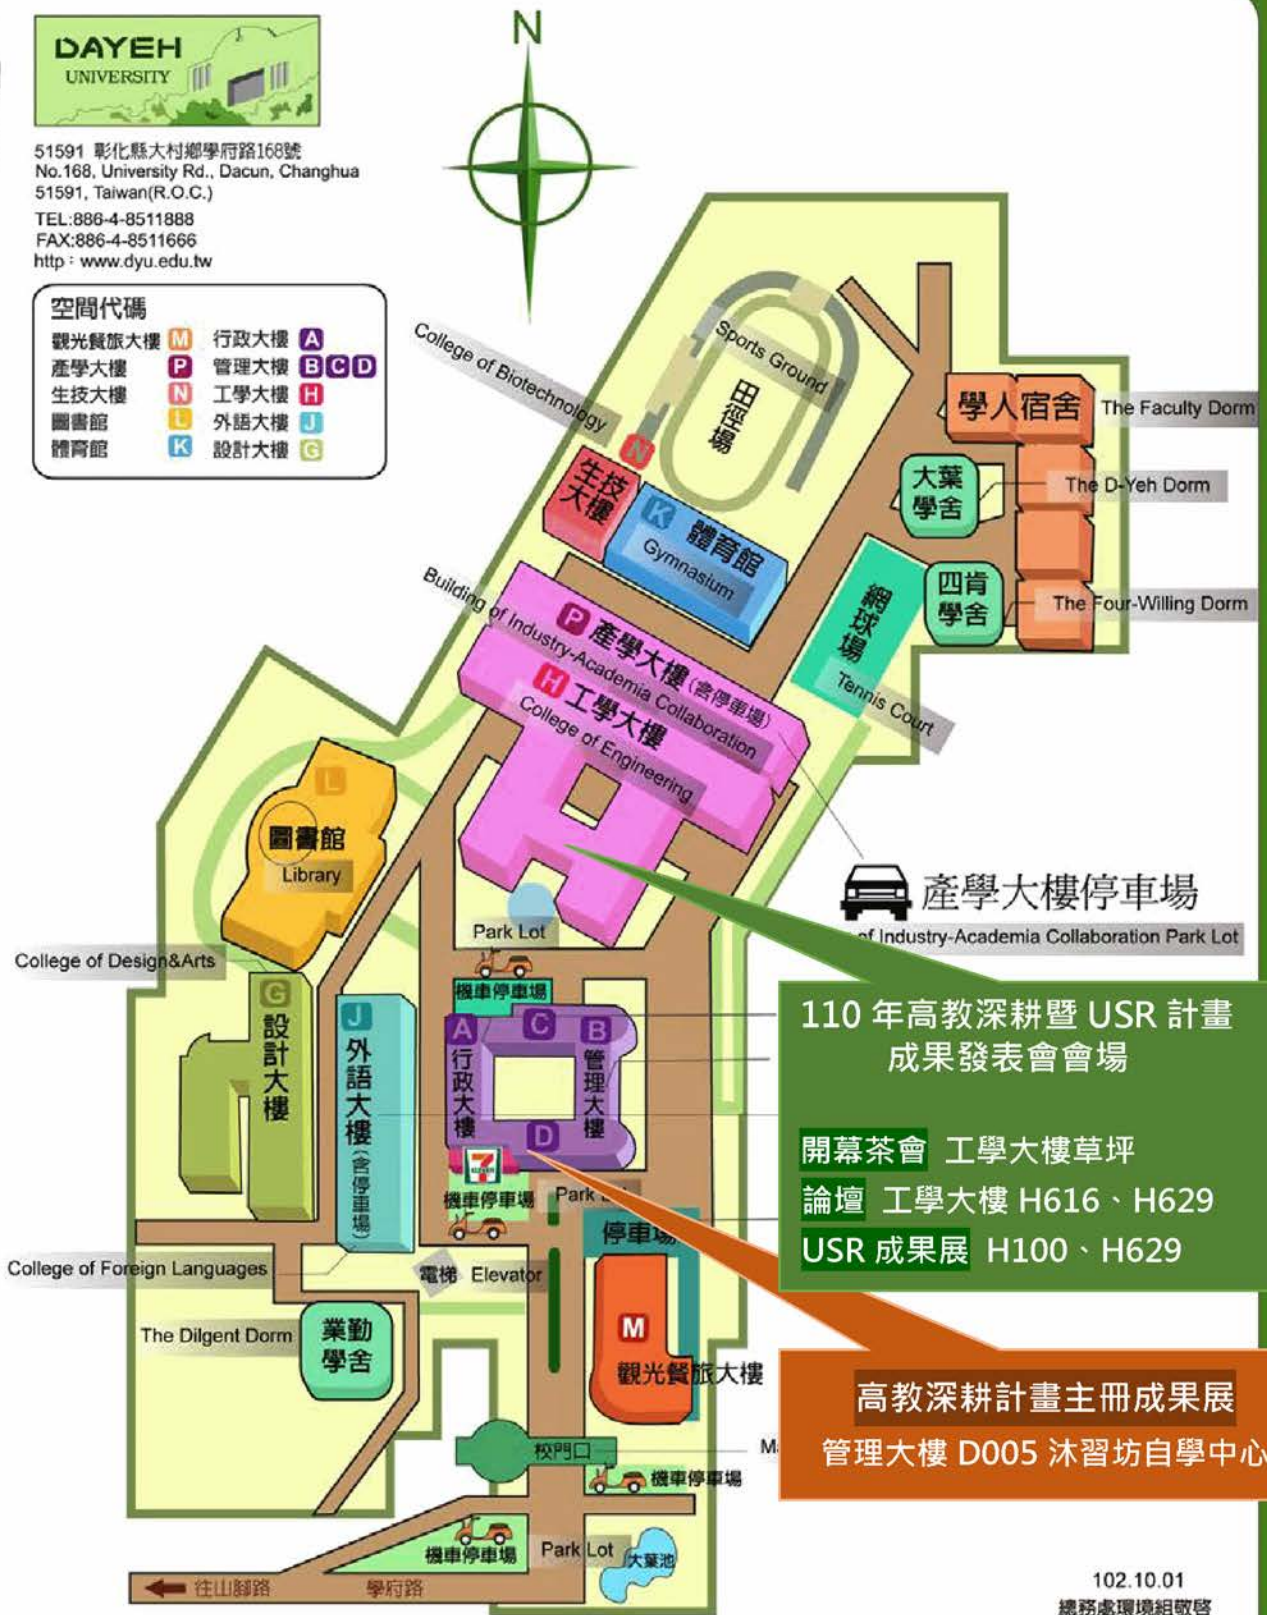 DAYEH
UNIVERSITY
N
51591 彰化縣大村鄉學府路168號
No.168, University Rd., Dacun, Changhua
51591, Taiwan(R.O.C.)
TEL:886-4-8511888
FAX:886-4-8511666
http：www.dyu.edu.tw
空間代碼
觀光餐旅大樓 M 行政大樓 A
產學大樓 P 管理大樓 B C D
生技大樓 N 工學大樓 H
圖書館 L 外語大樓 J
體育館 K 設計大樓 G
College of Biotechnology
Sports Ground
田徑場
學人宿舍 The Faculty Dorm
大葉
學舍
The D-Yeh Dorm
四肯
學舍
The Four-Willing Dorm
N
生技
大樓
K 體育館
Gymnasium
網球場
Tennis Court
P 產學大樓(含停車場)
Building of Industry-Academia Collaboration
H 工學大樓
College of Engineering
L
圖書館
Library
產學大樓停車場
of Industry-Academia Collaboration Park Lot
Park Lot
機車停車場
College of Design&Arts
G
設計大樓
J
外語大樓(含停車場)
A
行政大樓
C
B
管理大樓
D
7
ELEVEN
機車停車場
Park L
停車場
110 年高教深耕暨 USR 計畫
成果發表會會場
開幕茶會 工學大樓草坪
論壇 工學大樓 H616、H629
USR 成果展 H100、H629
College of Foreign Languages
電梯 Elevator
The Dilgent Dorm
業勤
學舍
M
觀光餐旅大樓
高教深耕計畫主冊成果展
管理大樓 D005 沐習坊自學中心
校門口
Ma
機車停車場
機車停車場
Park Lot
大葉池
往山腳路 學府路
102.10.01
總務處環境組敬啓